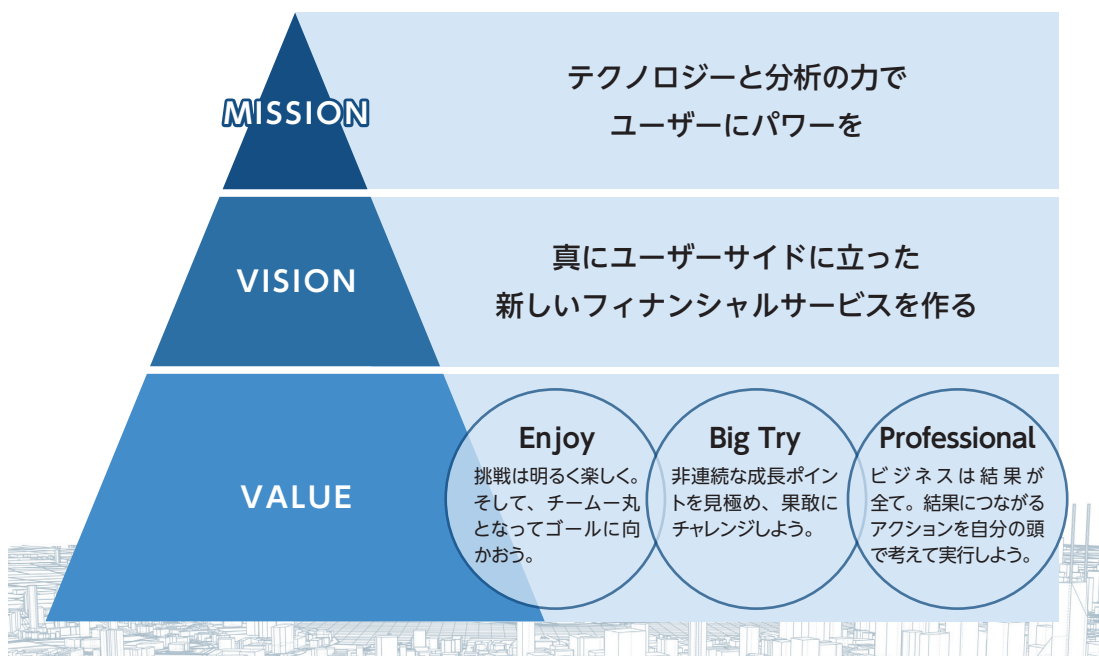 MISSION
テクノロジーと分析の力で
ユーザーにパワーを
VISION
真にユーザーサイドに立った
新しいフィナンシャルサービスを作る
VALUE
Enjoy
挑戦は明るく楽しく。
そして、チーム一丸
となってゴールに向
かおう。
Big Try
非連続な成長ポイン
トを見極め、果敢に
チャレンジしよう。
Professional
ビジネスは結果が
全て。結果につながる
アクションを自分の頭
で考えて実行しよう。